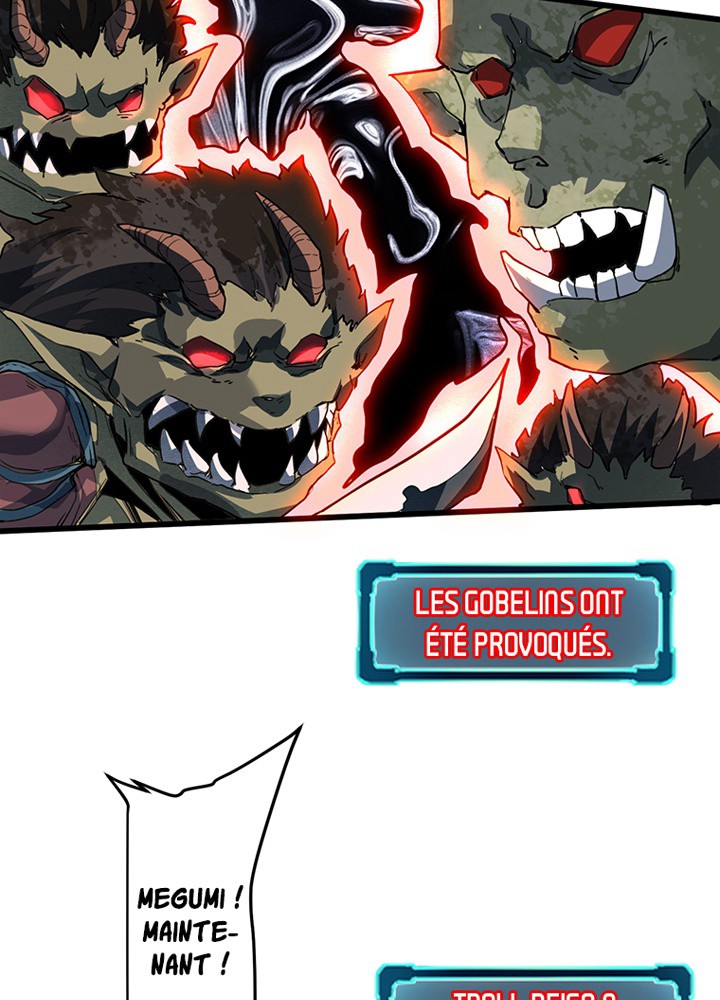 LES GOBELINS ONT
ÉTÉ PROVOQUÉS.
MEGUMI !
MAINTE-
NANT !